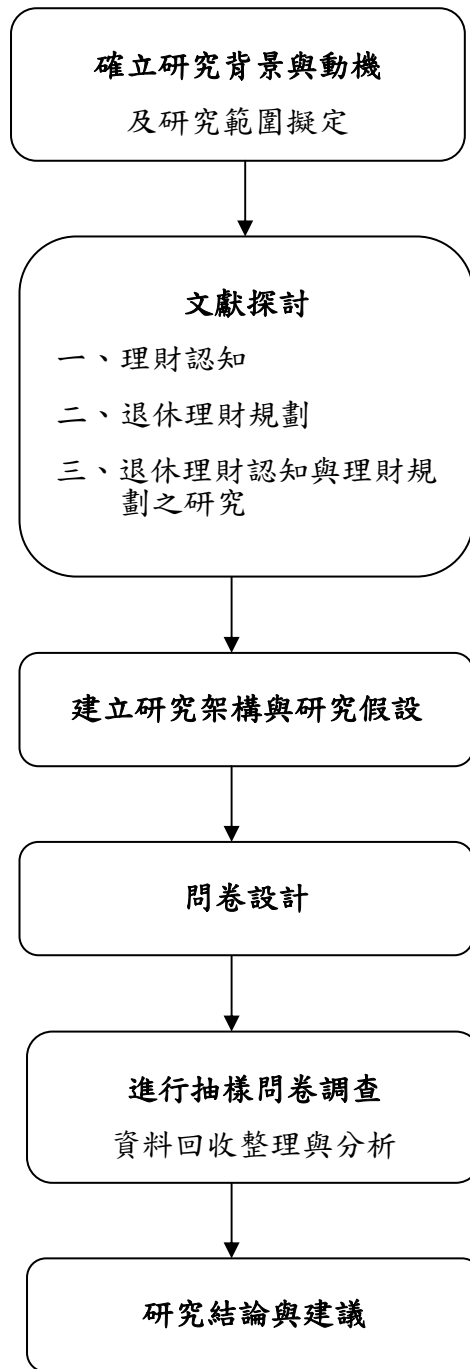 確立研究背景與動機
及研究範圍擬定
文獻探討
一、理財認知
二、退休理財規劃
三、退休理財認知與理財規
劃之研究
建立研究架構與研究假設
問卷設計
進行抽樣問卷調查
資料回收整理與分析
研究結論與建議